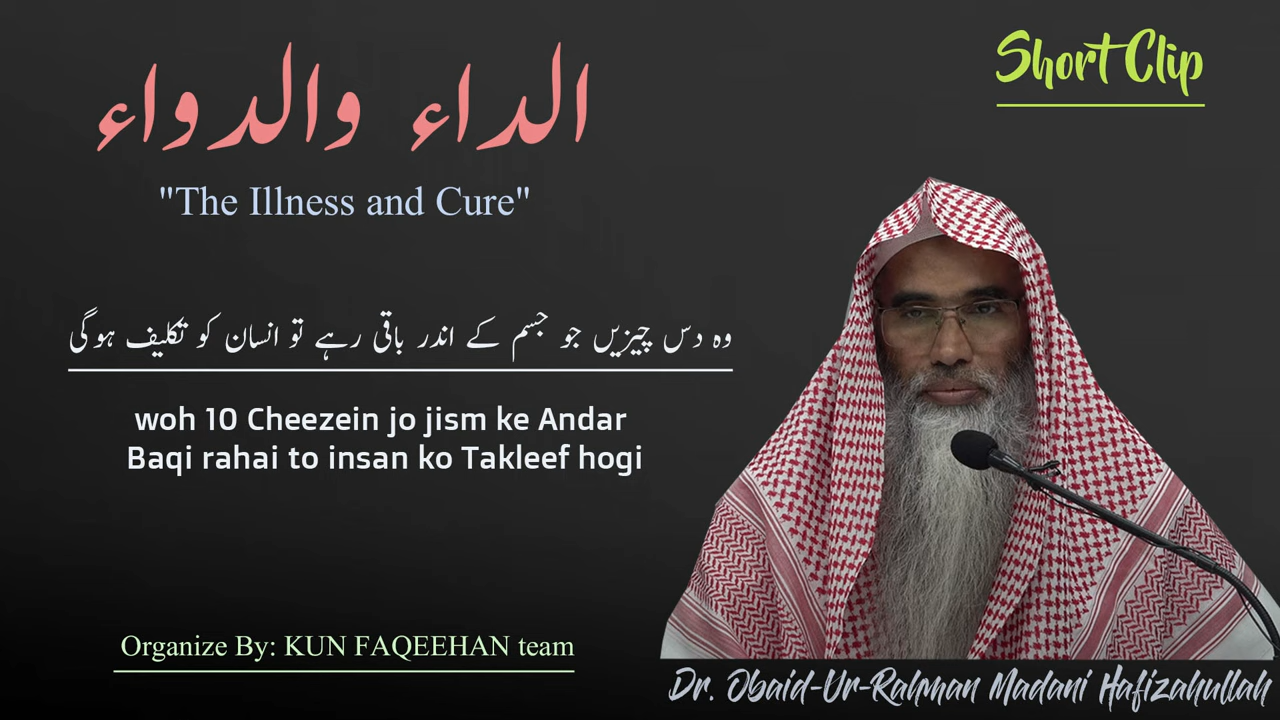 Short Clip
الداء والدواء
"The Illness and Cure"
وہ دس چیزیں جو جسم کے اندر باقی رہے تو انسان کو تکلیف ہوگی
woh 10 Cheezein jo jism ke Andar
Baqi rahai to insan ko Takleef hogi
Organize By: KUN FAQEEHAN team
Dr. Obaid-Ur-Rahman Madani Hafizahullah